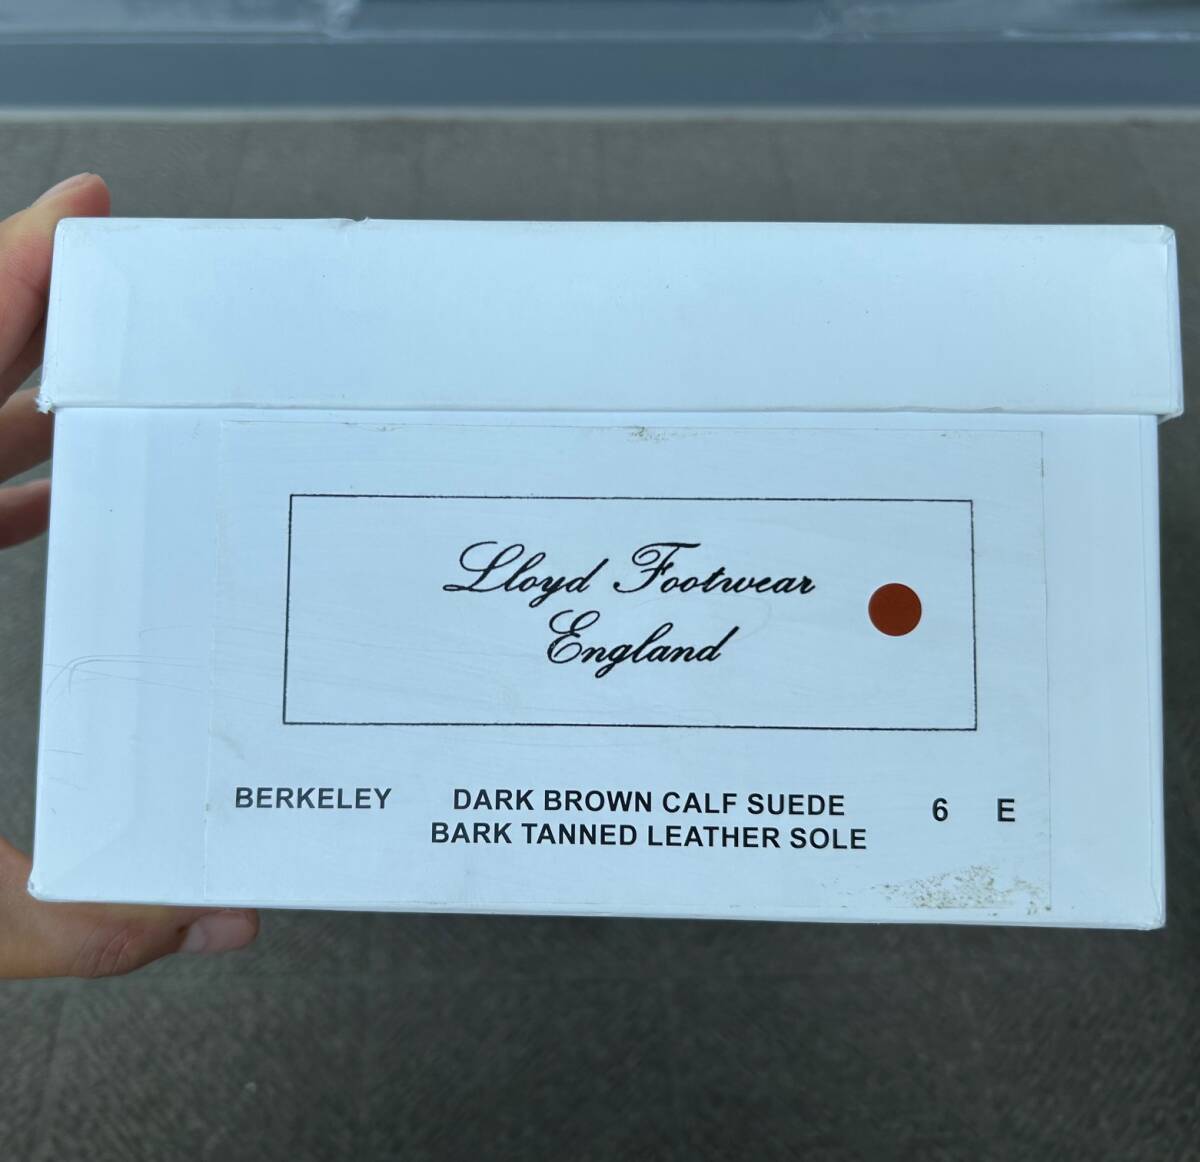 Lloyd Footwear
England
BERKELEY DARK BROWN CALF SUEDE 6 E
BARK TANNED LEATHER SOLE